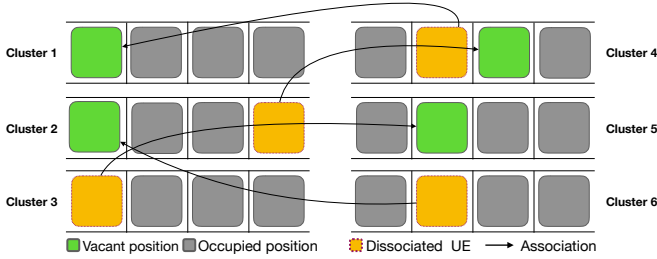 Cluster 1
Cluster 4
Cluster 2
Cluster 5
Cluster 3
Cluster 6
Vacant position Occupied position Dissociated UE Association